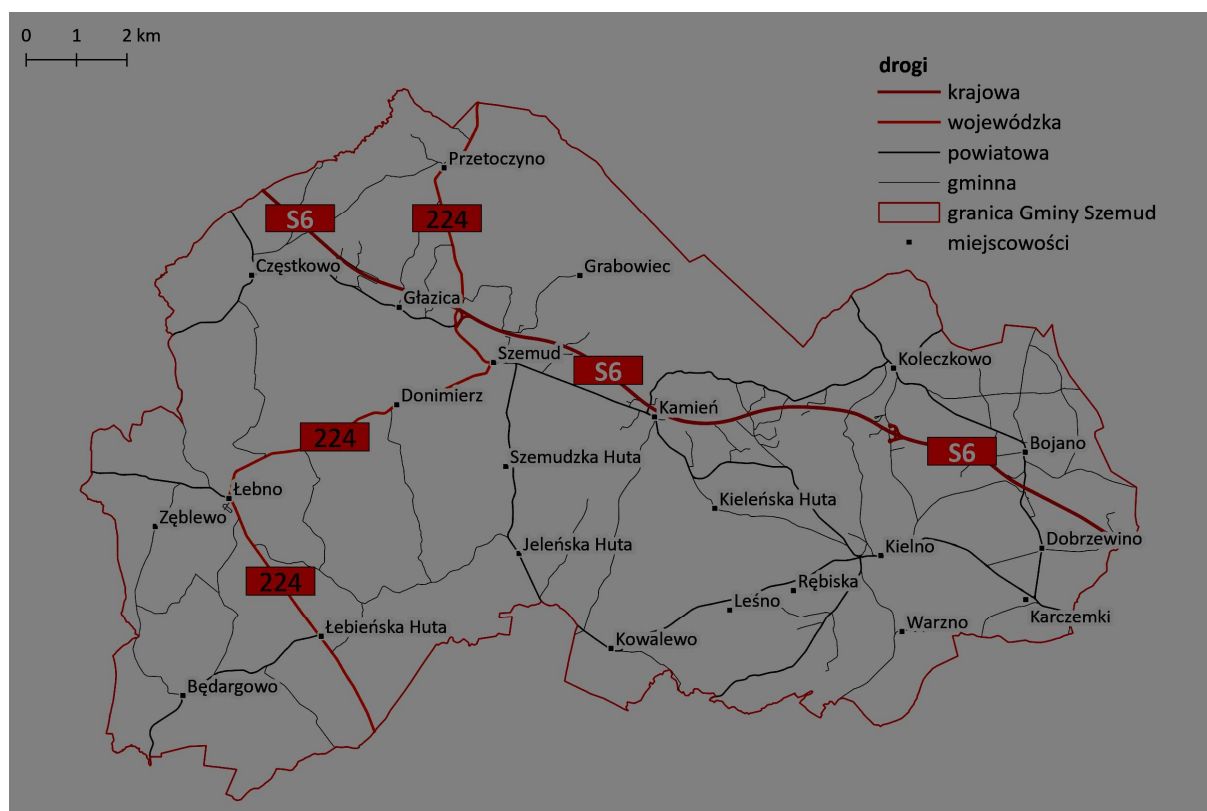 0 1 2 km
drogi
krajowa
wojewódzka
powiatowa
gminna
granica Gminy Szemud
miejscowości
Przetoczyno
S6
224
Częstkowo
Grabowiec
Głazica
Szemud
S6
Koleczkowo
Donimierz
Kamień
224
Bojano
S6
Szemudzka Huta
Łebno
Kieleńska Huta
Zęblewo
Jeleńska Huta
Kielno
Dobrzewino
224
Rębiska
Leśno
Karczemki
Łebieńska Huta
Warzno
Kowalewo
Będargowo